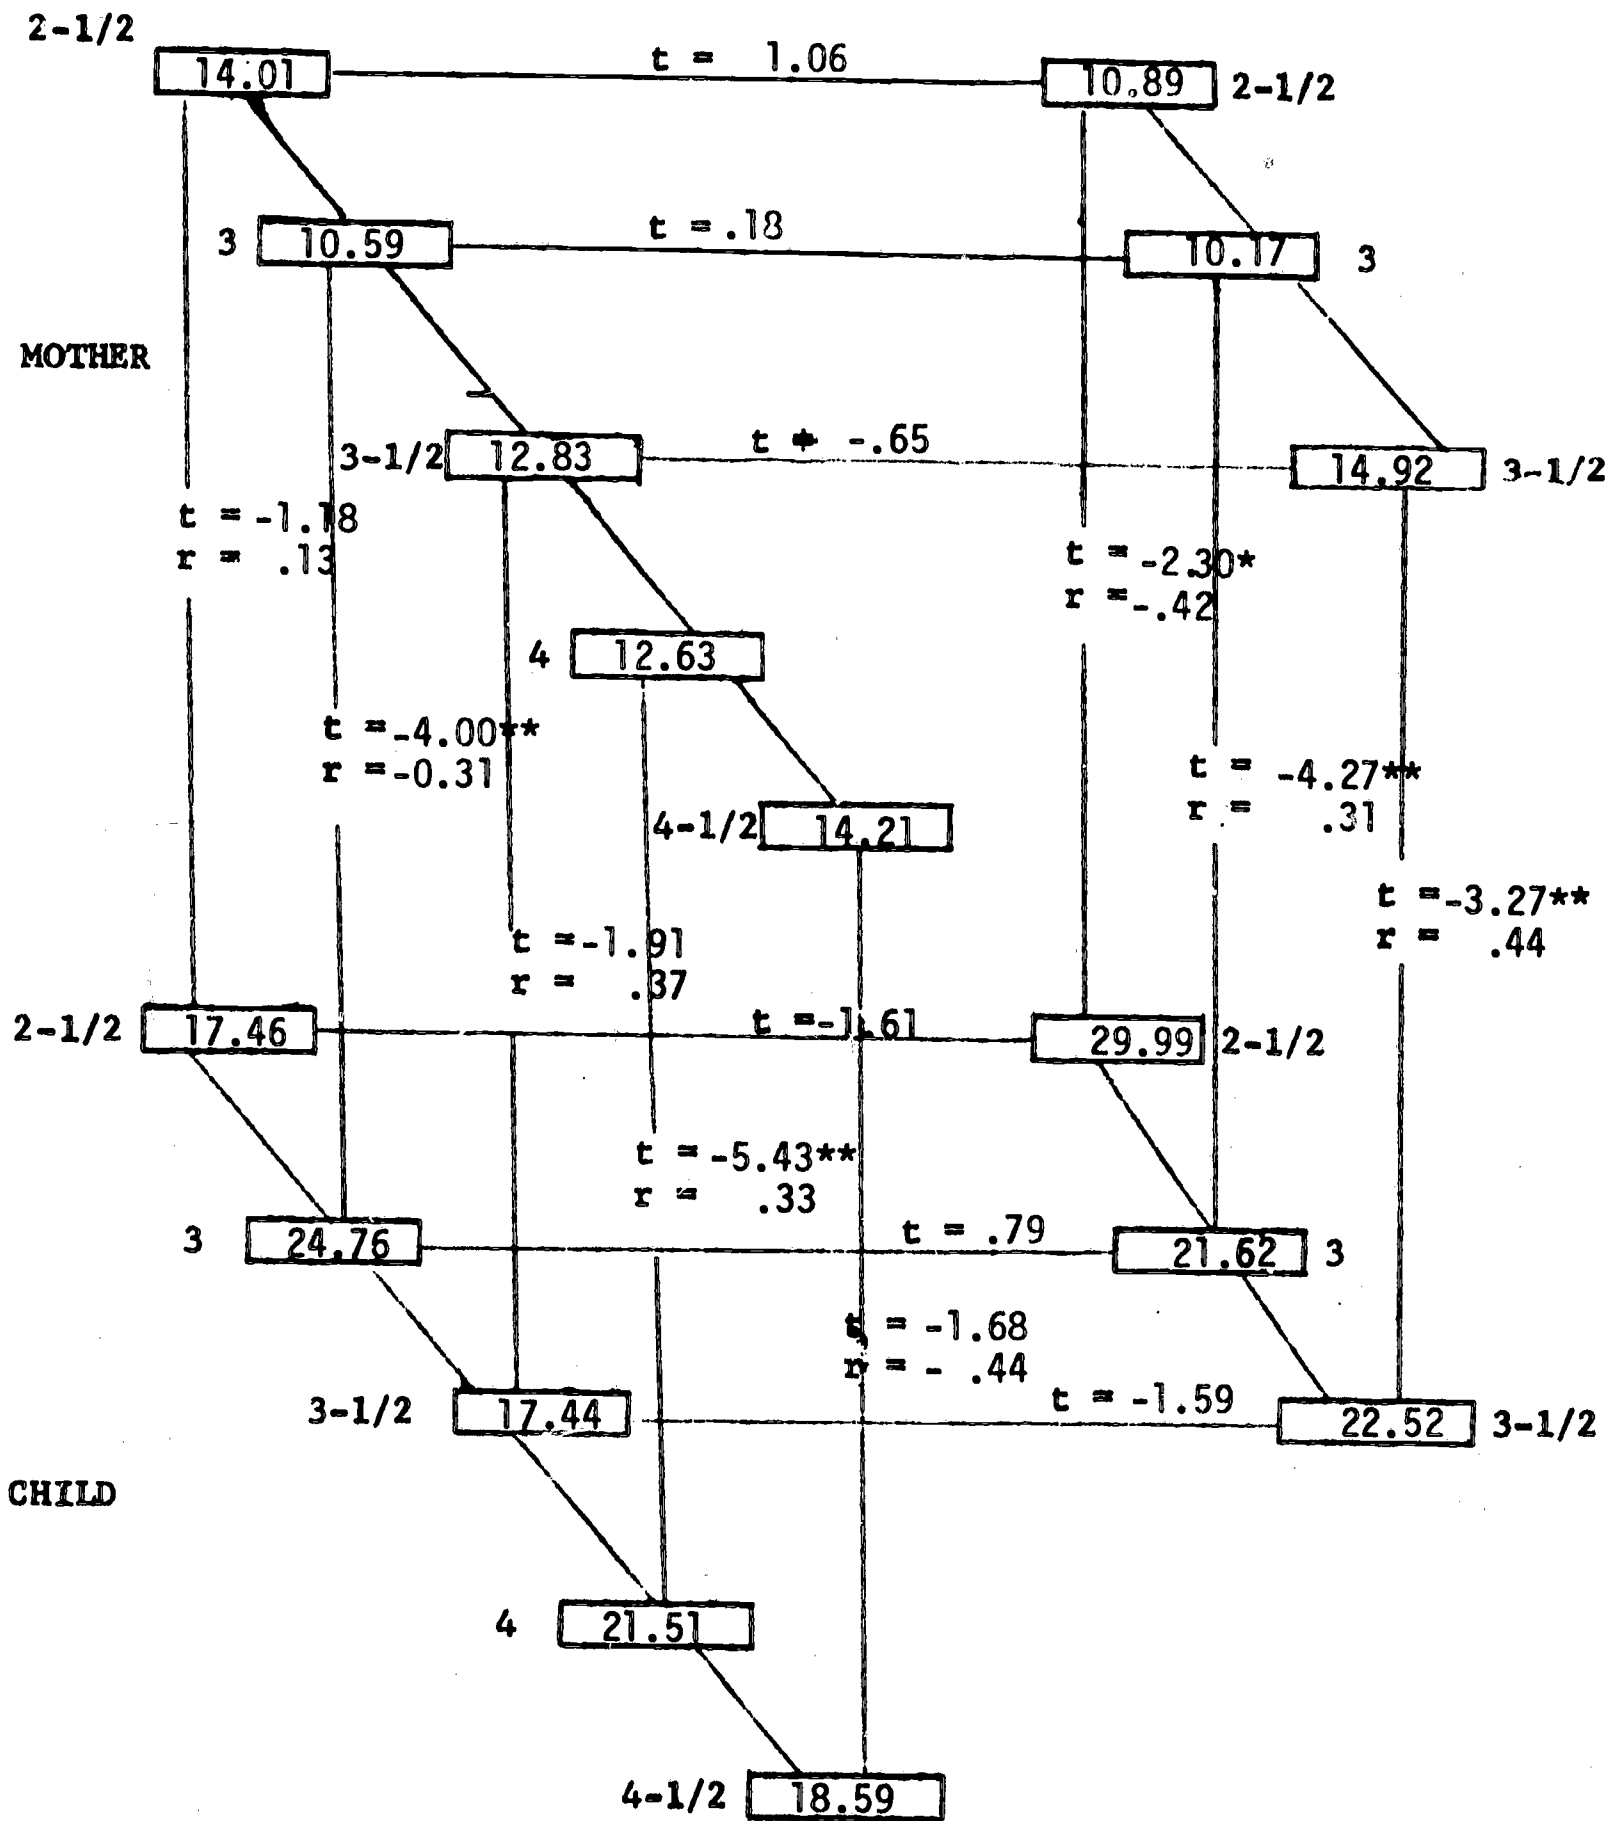 2-1/2
14.01 t = 1.06 10.89 2-1/2
3 10.59 t = .18 10.17 3
MOTHER
3-1/2 12.83 t = -.65 14.92 3-1/2
t = -1.18
r = .13
t = -2.30*
r = -.42
4 12.63
t = -4.00**
r = -0.31
t = -4.27**
r = .31
4-1/2 14.21
t = -3.27**
r = .44
t = -1.91
r = .37
2-1/2 17.46 t = -1.61 29.99 2-1/2
t = -5.43**
r = .33
3 24.76 t = .79 21.62 3
t = -1.68
r = - .44
3-1/2 17.44 t = -1.59 22.52 3-1/2
CHILD
4 21.51
4-1/2 18.59